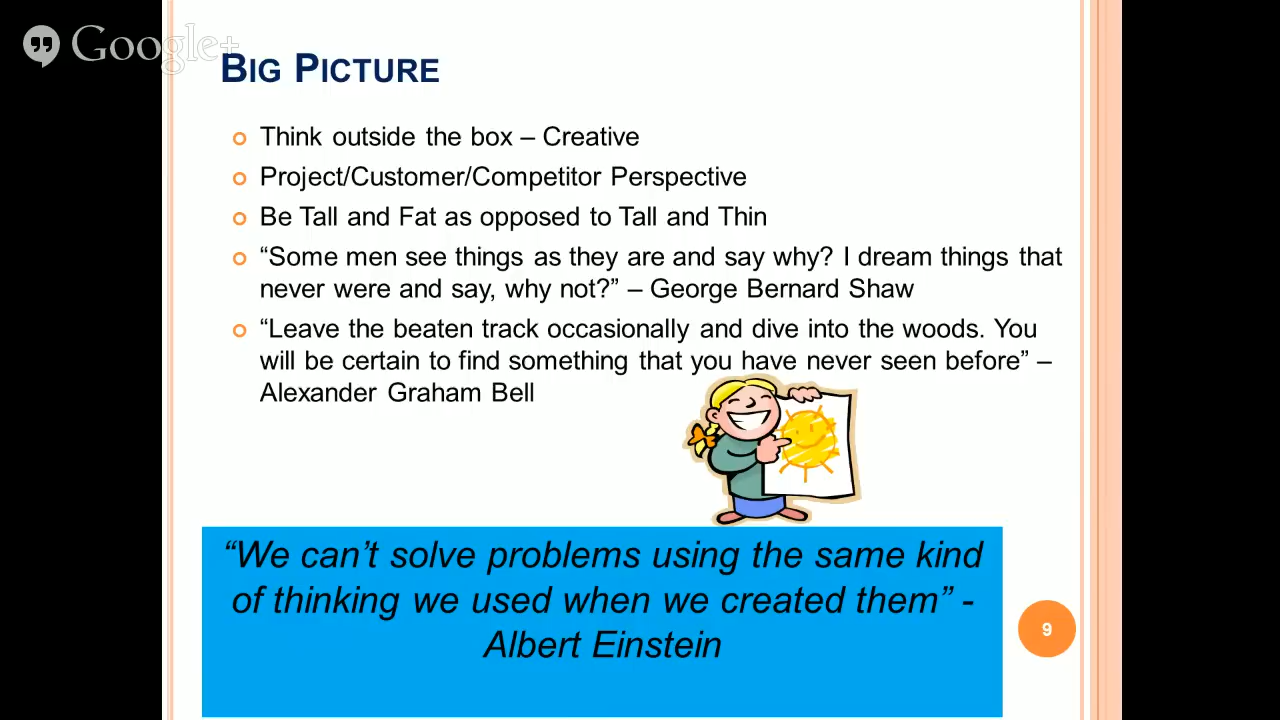 Google+
BIG PICTURE
Think outside the box – Creative
Project/Customer/Competitor Perspective
Be Tall and Fat as opposed to Tall and Thin
“Some men see things as they are and say why? I dream things that
never were and say, why not?” – George Bernard Shaw
“Leave the beaten track occasionally and dive into the woods. You
will be certain to find something that you have never seen before” –
Alexander Graham Bell
“We can’t solve problems using the same kind
of thinking we used when we created them” -
Albert Einstein
9